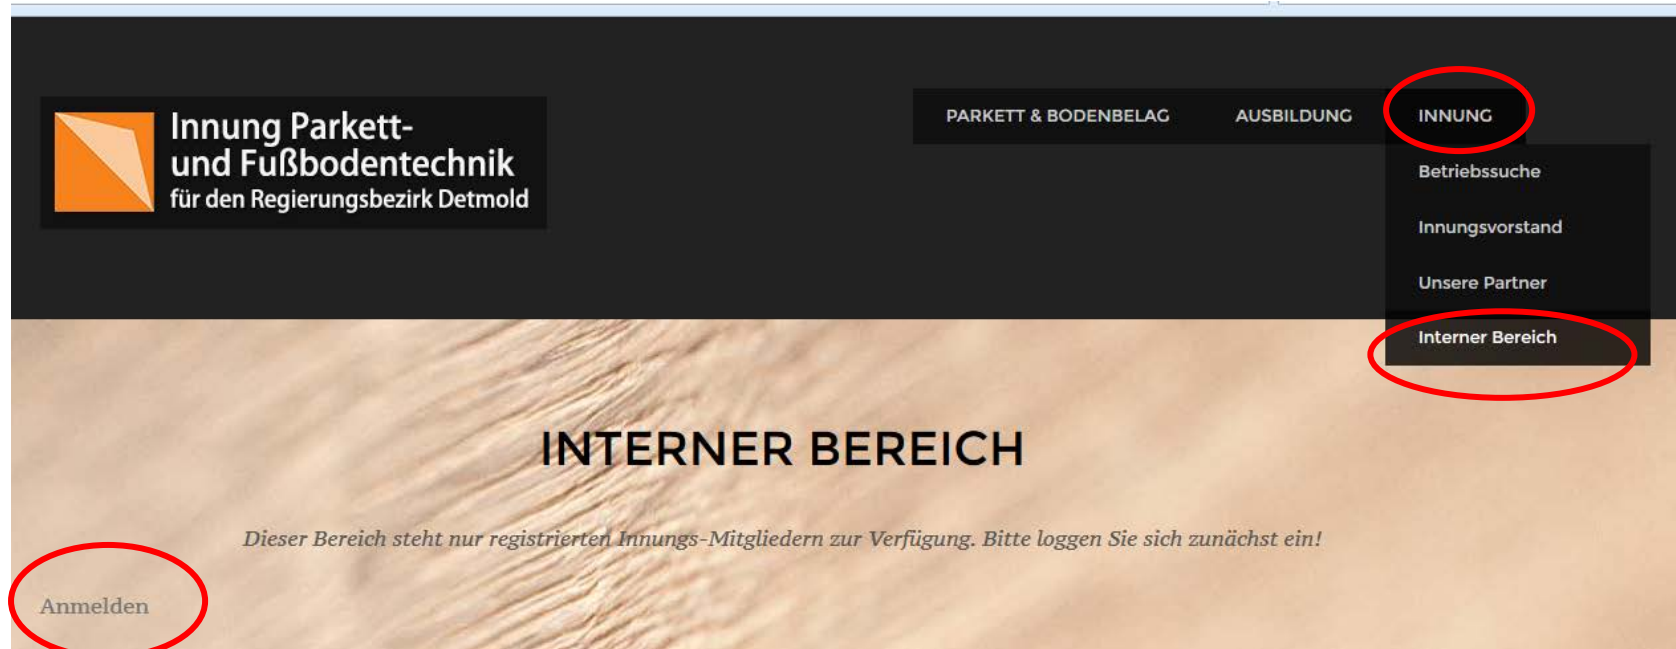 Innung Parkett-
und Fußbodentechnik
für den Regierungsbezirk Detmold
PARKETT & BODENBELAG AUSBILDUNG INNUNG
Betriebssuche
Innungsvorstand
Unsere Partner
Interner Bereich
INTERNER BEREICH
Dieser Bereich steht nur registrierten Innungs-Mitgliedern zur Verfügung. Bitte loggen Sie sich zunächst ein!
Anmelden